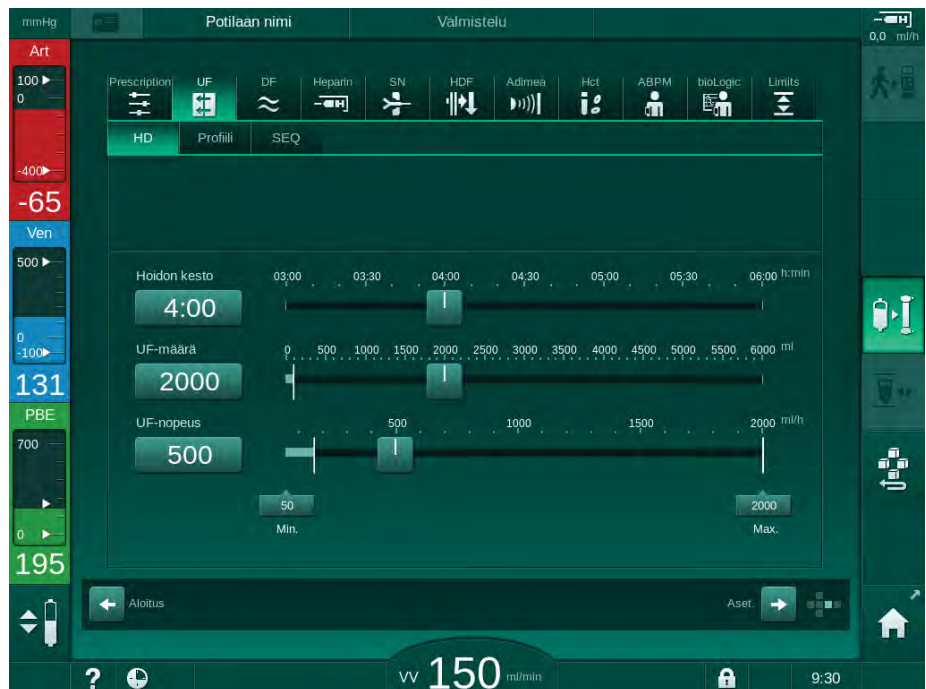 mmHg Potilaan nimi Valmistelu
0,0 ml/h
Art
100
0
-400
-65
Ven
500
0
-100
131
PBE
700
0
195
Prescription UF DF Heparin SN HDF Adimea Hct ABPM bioLogic Limits
HD Profiili SEQ
Hoidon kesto 03:00 03:30 04:00 04:30 05:00 05:30 06:00 h:min
4:00
UF-määrä 0 500 1000 1500 2000 2500 3000 3500 4000 4500 5000 5500 6000 ml
2000
UF-nopeus 500 1000 1500 2000 ml/h
500
50 2000
Min. Max.
Aloitus Aset.
? VV 150 ml/min 9:30